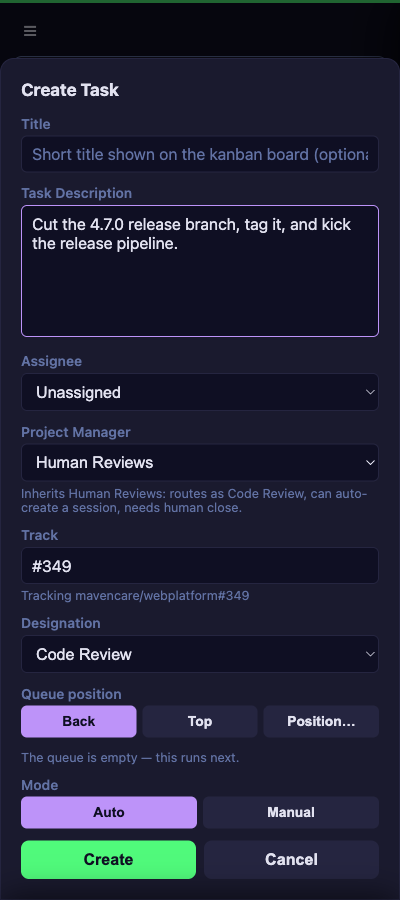 Create Task
Title
Short title shown on the kanban board (optiona
Task Description
Cut the 4.7.0 release branch, tag it, and kick
the release pipeline.
Assignee
Unassigned
Project Manager
Human Reviews
Inherits Human Reviews: routes as Code Review, can auto-
create a session, needs human close.
Track
#349
Tracking mavencare/webplatform#349
Designation
Code Review
Queue position
Back Top Position...
The queue is empty — this runs next.
Mode
Auto Manual
Create Cancel